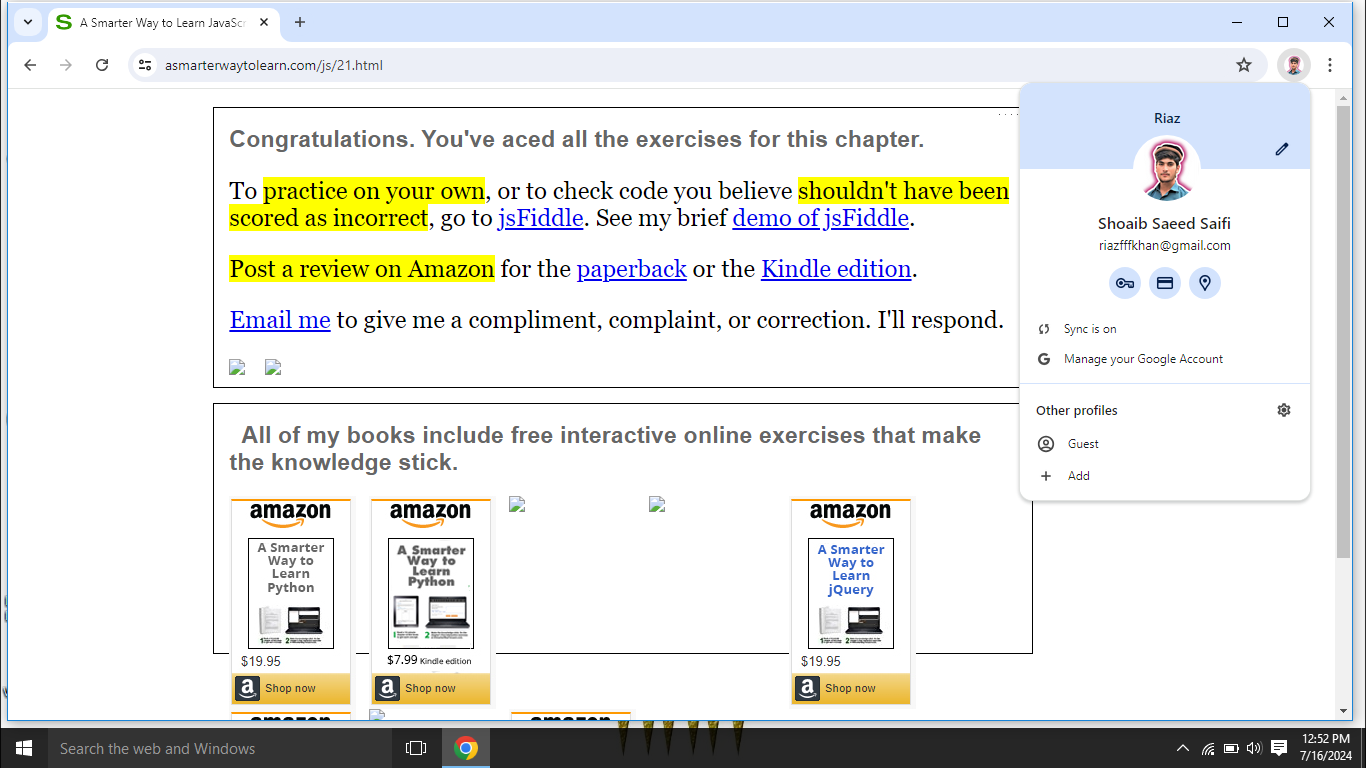 A Smarter Way to Learn JavaScr
asmarterwaytolearn.com/js/21.html
Congratulations. You've aced all the exercises for this chapter.
To practice on your own, or to check code you believe shouldn't have been
scored as incorrect, go to jsFiddle. See my brief demo of jsFiddle.
Post a review on Amazon for the paperback or the Kindle edition.
Email me to give me a compliment, complaint, or correction. I'll respond.
Riaz
Shoaib Saeed Saifi
riazfffkhan@gmail.com
Sync is on
Manage your Google Account
Other profiles
Guest
Add
All of my books include free interactive online exercises that make
the knowledge stick.
amazon
A Smarter
Way to
Learn
Python
$19.95
Shop now
amazon
A Smarter
Way to
Learn
Python
$7.99 Kindle edition
Shop now
amazon
A Smarter
Way to
Learn
jQuery
$19.95
Shop now
Search the web and Windows
12:52 PM
7/16/2024